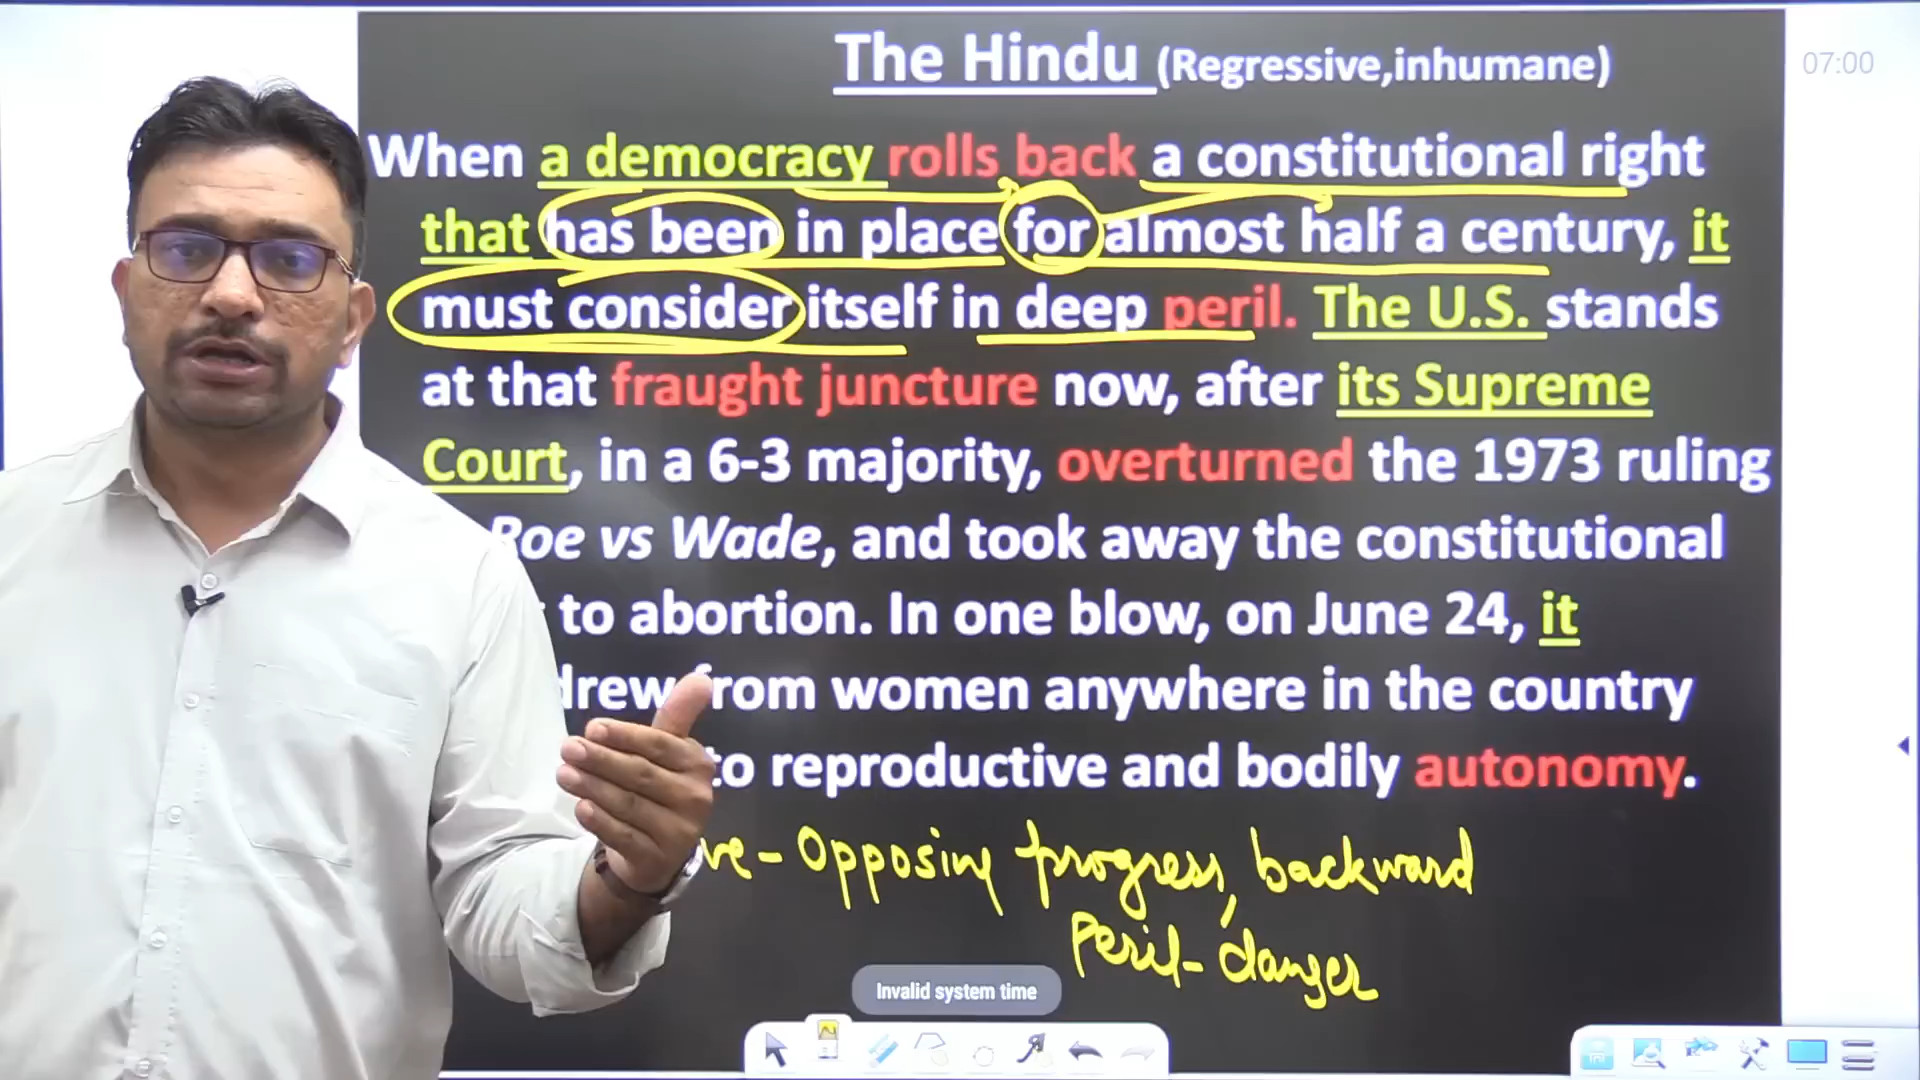 The Hindu (Regressive,inhumane)
07:00
When a democracy rolls back a constitutional right
that has been in place for almost half a century, it
must consider itself in deep peril. The U.S. stands
at that fraught juncture now, after its Supreme
Court, in a 6-3 majority, overturned the 1973 ruling
Roe vs Wade, and took away the constitutional
to abortion. In one blow, on June 24, it
from women anywhere in the country
to reproductive and bodily autonomy.
ve - Opposing progress, backward
Peril - danger
Invalid system time